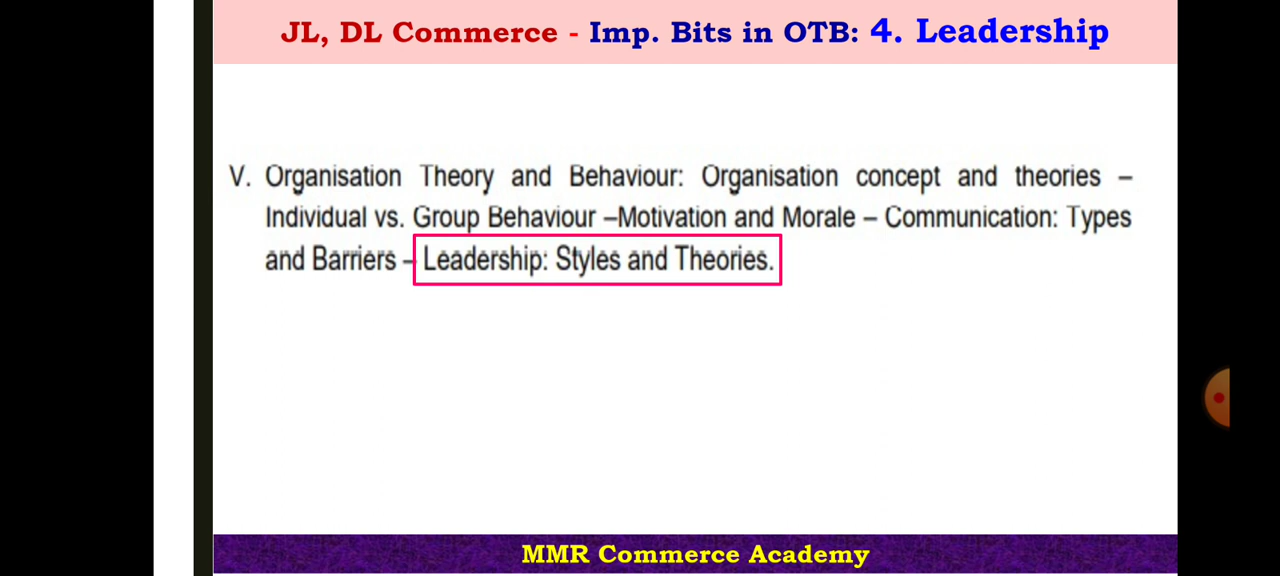 JL, DL Commerce - Imp. Bits in OTB: 4. Leadership
V. Organisation Theory and Behaviour: Organisation concept and theories –
Individual vs. Group Behaviour –Motivation and Morale – Communication: Types
and Barriers – Leadership: Styles and Theories.
MMR Commerce Academy